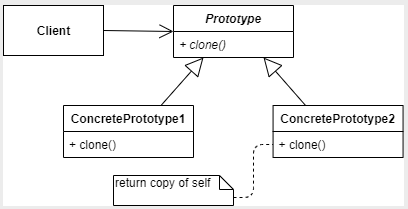 Client
Prototype
+ clone()
ConcretePrototype1
+ clone()
ConcretePrototype2
+ clone()
return copy of self